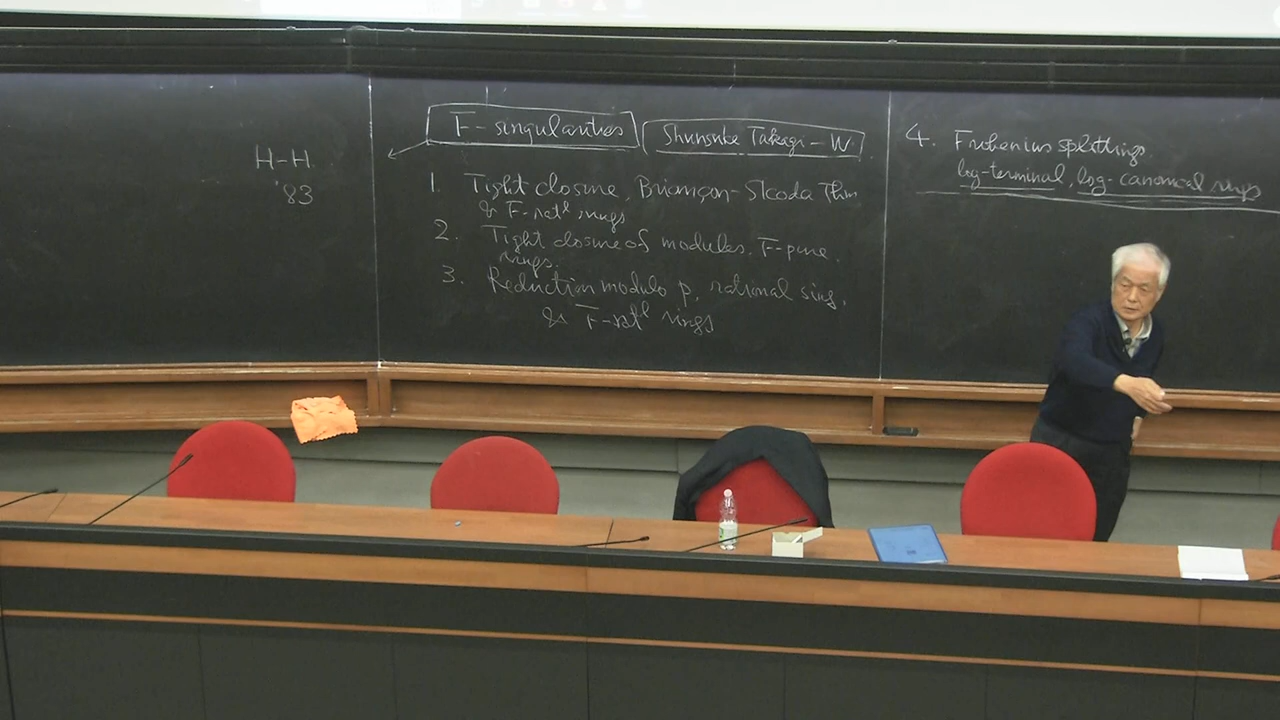 H-H
'83
F-singularities
Shunsuke Takagi - W.
1. Tight closure, Briançon-Skoda Thm
& F-rat'l rings
2. Tight closure of modules. F-pure
rings.
3. Reduction modulo p, rational sing,
& F-rat'l rings
4. Frobenius splittings,
log-terminal, log-canonical rings